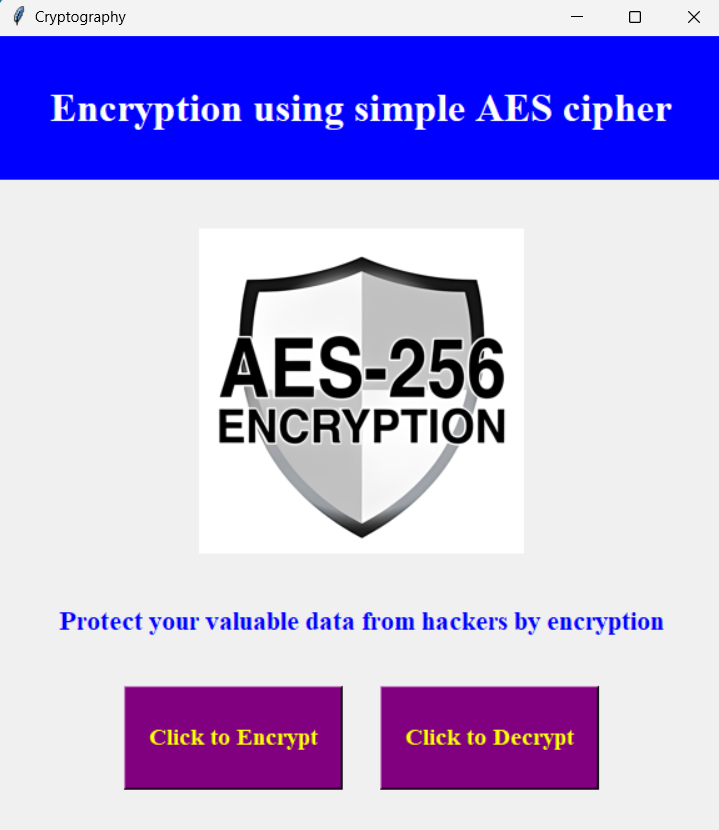 Cryptography
Encryption using simple AES cipher
AES-256
ENCRYPTION
Protect your valuable data from hackers by encryption
Click to Encrypt
Click to Decrypt